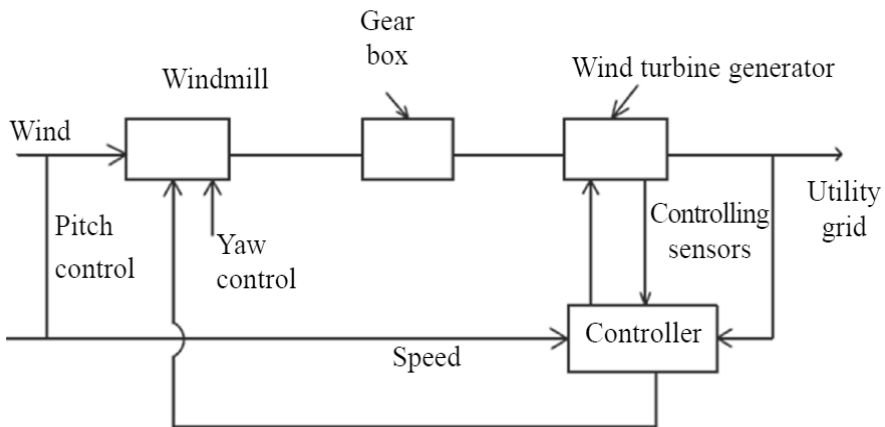 Gear
box
Windmill
Wind turbine generator
Wind
Utility
grid
Pitch
control
Yaw
control
Controlling
sensors
Controller
Speed